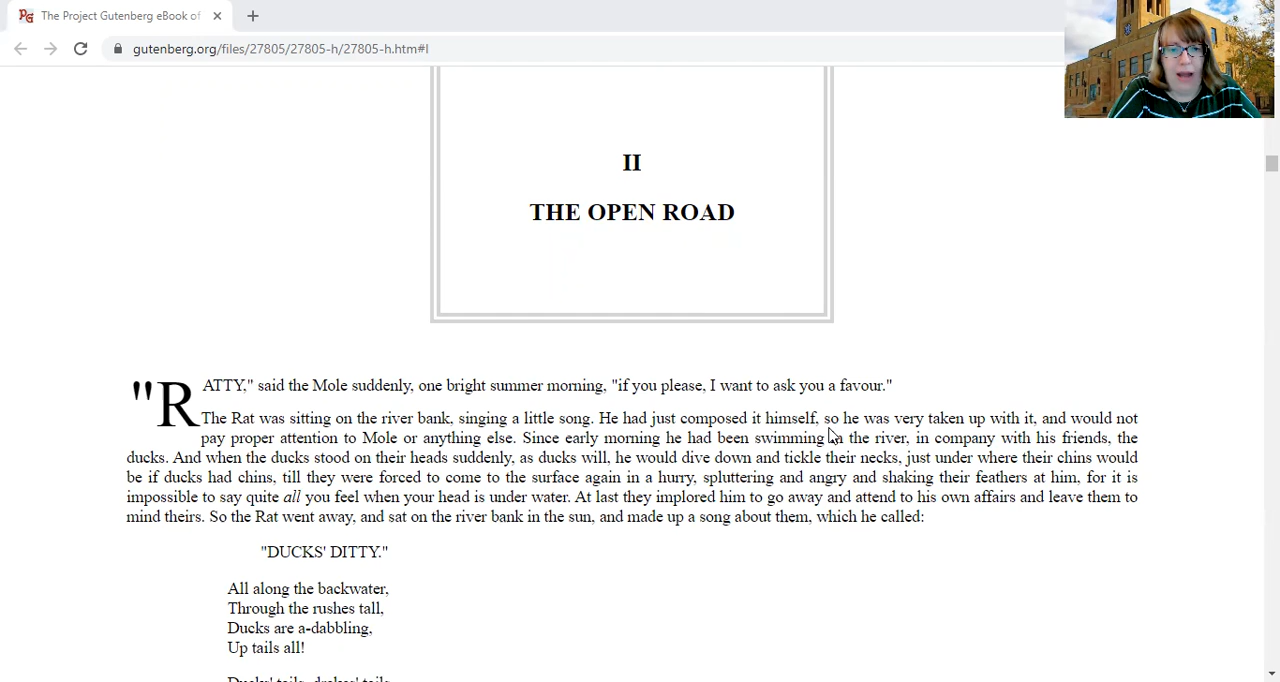 The Project Gutenberg eBook of
gutenberg.org/files/27805/27805-h/27805-h.htm#I
II
THE OPEN ROAD
"RATTY," said the Mole suddenly, one bright summer morning, "if you please, I want to ask you a favour."
The Rat was sitting on the river bank, singing a little song. He had just composed it himself, so he was very taken up with it, and would not
pay proper attention to Mole or anything else. Since early morning he had been swimming in the river, in company with his friends, the
ducks. And when the ducks stood on their heads suddenly, as ducks will, he would dive down and tickle their necks, just under where their chins would
be if ducks had chins, till they were forced to come to the surface again in a hurry, spluttering and angry and shaking their feathers at him, for it is
impossible to say quite all you feel when your head is under water. At last they implored him to go away and attend to his own affairs and leave them to
mind theirs. So the Rat went away, and sat on the river bank in the sun, and made up a song about them, which he called:
"DUCKS' DITTY."
All along the backwater,
Through the rushes tall,
Ducks are a-dabbling,
Up tails all!
Ducks' tails, drakes' tails,